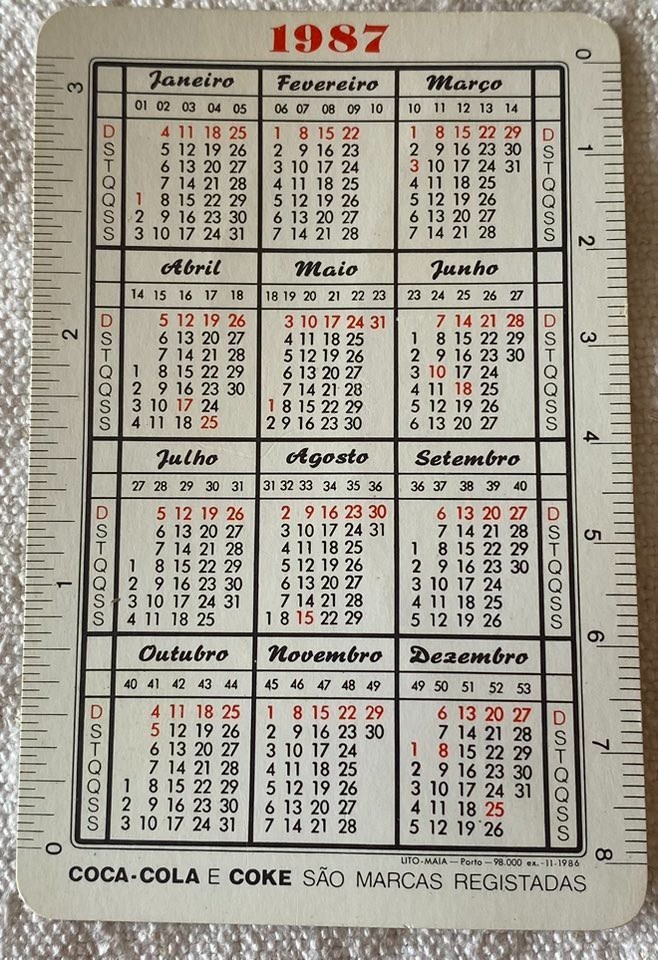 1987
Janeiro Fevereiro Março
01 02 03 04 05 06 07 08 09 10 10 11 12 13 14
D 4 11 18 25 1 8 15 22 1 8 15 22 29 D
S 5 12 19 26 2 9 16 23 2 9 16 23 30 S
T 6 13 20 27 3 10 17 24 3 10 17 24 31 T
Q 7 14 21 28 4 11 18 25 4 11 18 25 Q
Q 1 8 15 22 29 5 12 19 26 5 12 19 26 Q
S 2 9 16 23 30 6 13 20 27 6 13 20 27 S
S 3 10 17 24 31 7 14 21 28 7 14 21 28 S
Abril Maio Junho
14 15 16 17 18 18 19 20 21 22 23 23 24 25 26 27
D 5 12 19 26 3 10 17 24 31 7 14 21 28 D
S 6 13 20 27 4 11 18 25 1 8 15 22 29 S
T 7 14 21 28 5 12 19 26 2 9 16 23 30 T
Q 1 8 15 22 29 6 13 20 27 3 10 17 24 Q
Q 2 9 16 23 30 7 14 21 28 4 11 18 25 Q
S 3 10 17 24 1 8 15 22 29 5 12 19 26 S
S 4 11 18 25 2 9 16 23 30 6 13 20 27 S
Julho Agosto Setembro
27 28 29 30 31 31 32 33 34 35 36 36 37 38 39 40
D 5 12 19 26 2 9 16 23 30 6 13 20 27 D
S 6 13 20 27 3 10 17 24 31 7 14 21 28 S
T 7 14 21 28 4 11 18 25 1 8 15 22 29 T
Q 1 8 15 22 29 5 12 19 26 2 9 16 23 30 Q
Q 2 9 16 23 30 6 13 20 27 3 10 17 24 Q
S 3 10 17 24 31 7 14 21 28 4 11 18 25 S
S 4 11 18 25 1 8 15 22 29 5 12 19 26 S
Outubro Novembro Dezembro
40 41 42 43 44 45 46 47 48 49 49 50 51 52 53
D 4 11 18 25 1 8 15 22 29 6 13 20 27 D
S 5 12 19 26 2 9 16 23 30 7 14 21 28 S
T 6 13 20 27 3 10 17 24 1 8 15 22 29 T
Q 7 14 21 28 4 11 18 25 2 9 16 23 30 Q
Q 1 8 15 22 29 5 12 19 26 3 10 17 24 31 Q
S 2 9 16 23 30 6 13 20 27 4 11 18 25 S
S 3 10 17 24 31 7 14 21 28 5 12 19 26 S
LITO-MAIA — Porto — 98.000 ex. -11-1986
COCA-COLA E COKE SÃO MARCAS REGISTADAS
3
2
1
0
0
1
2
3
4
5
6
7
8